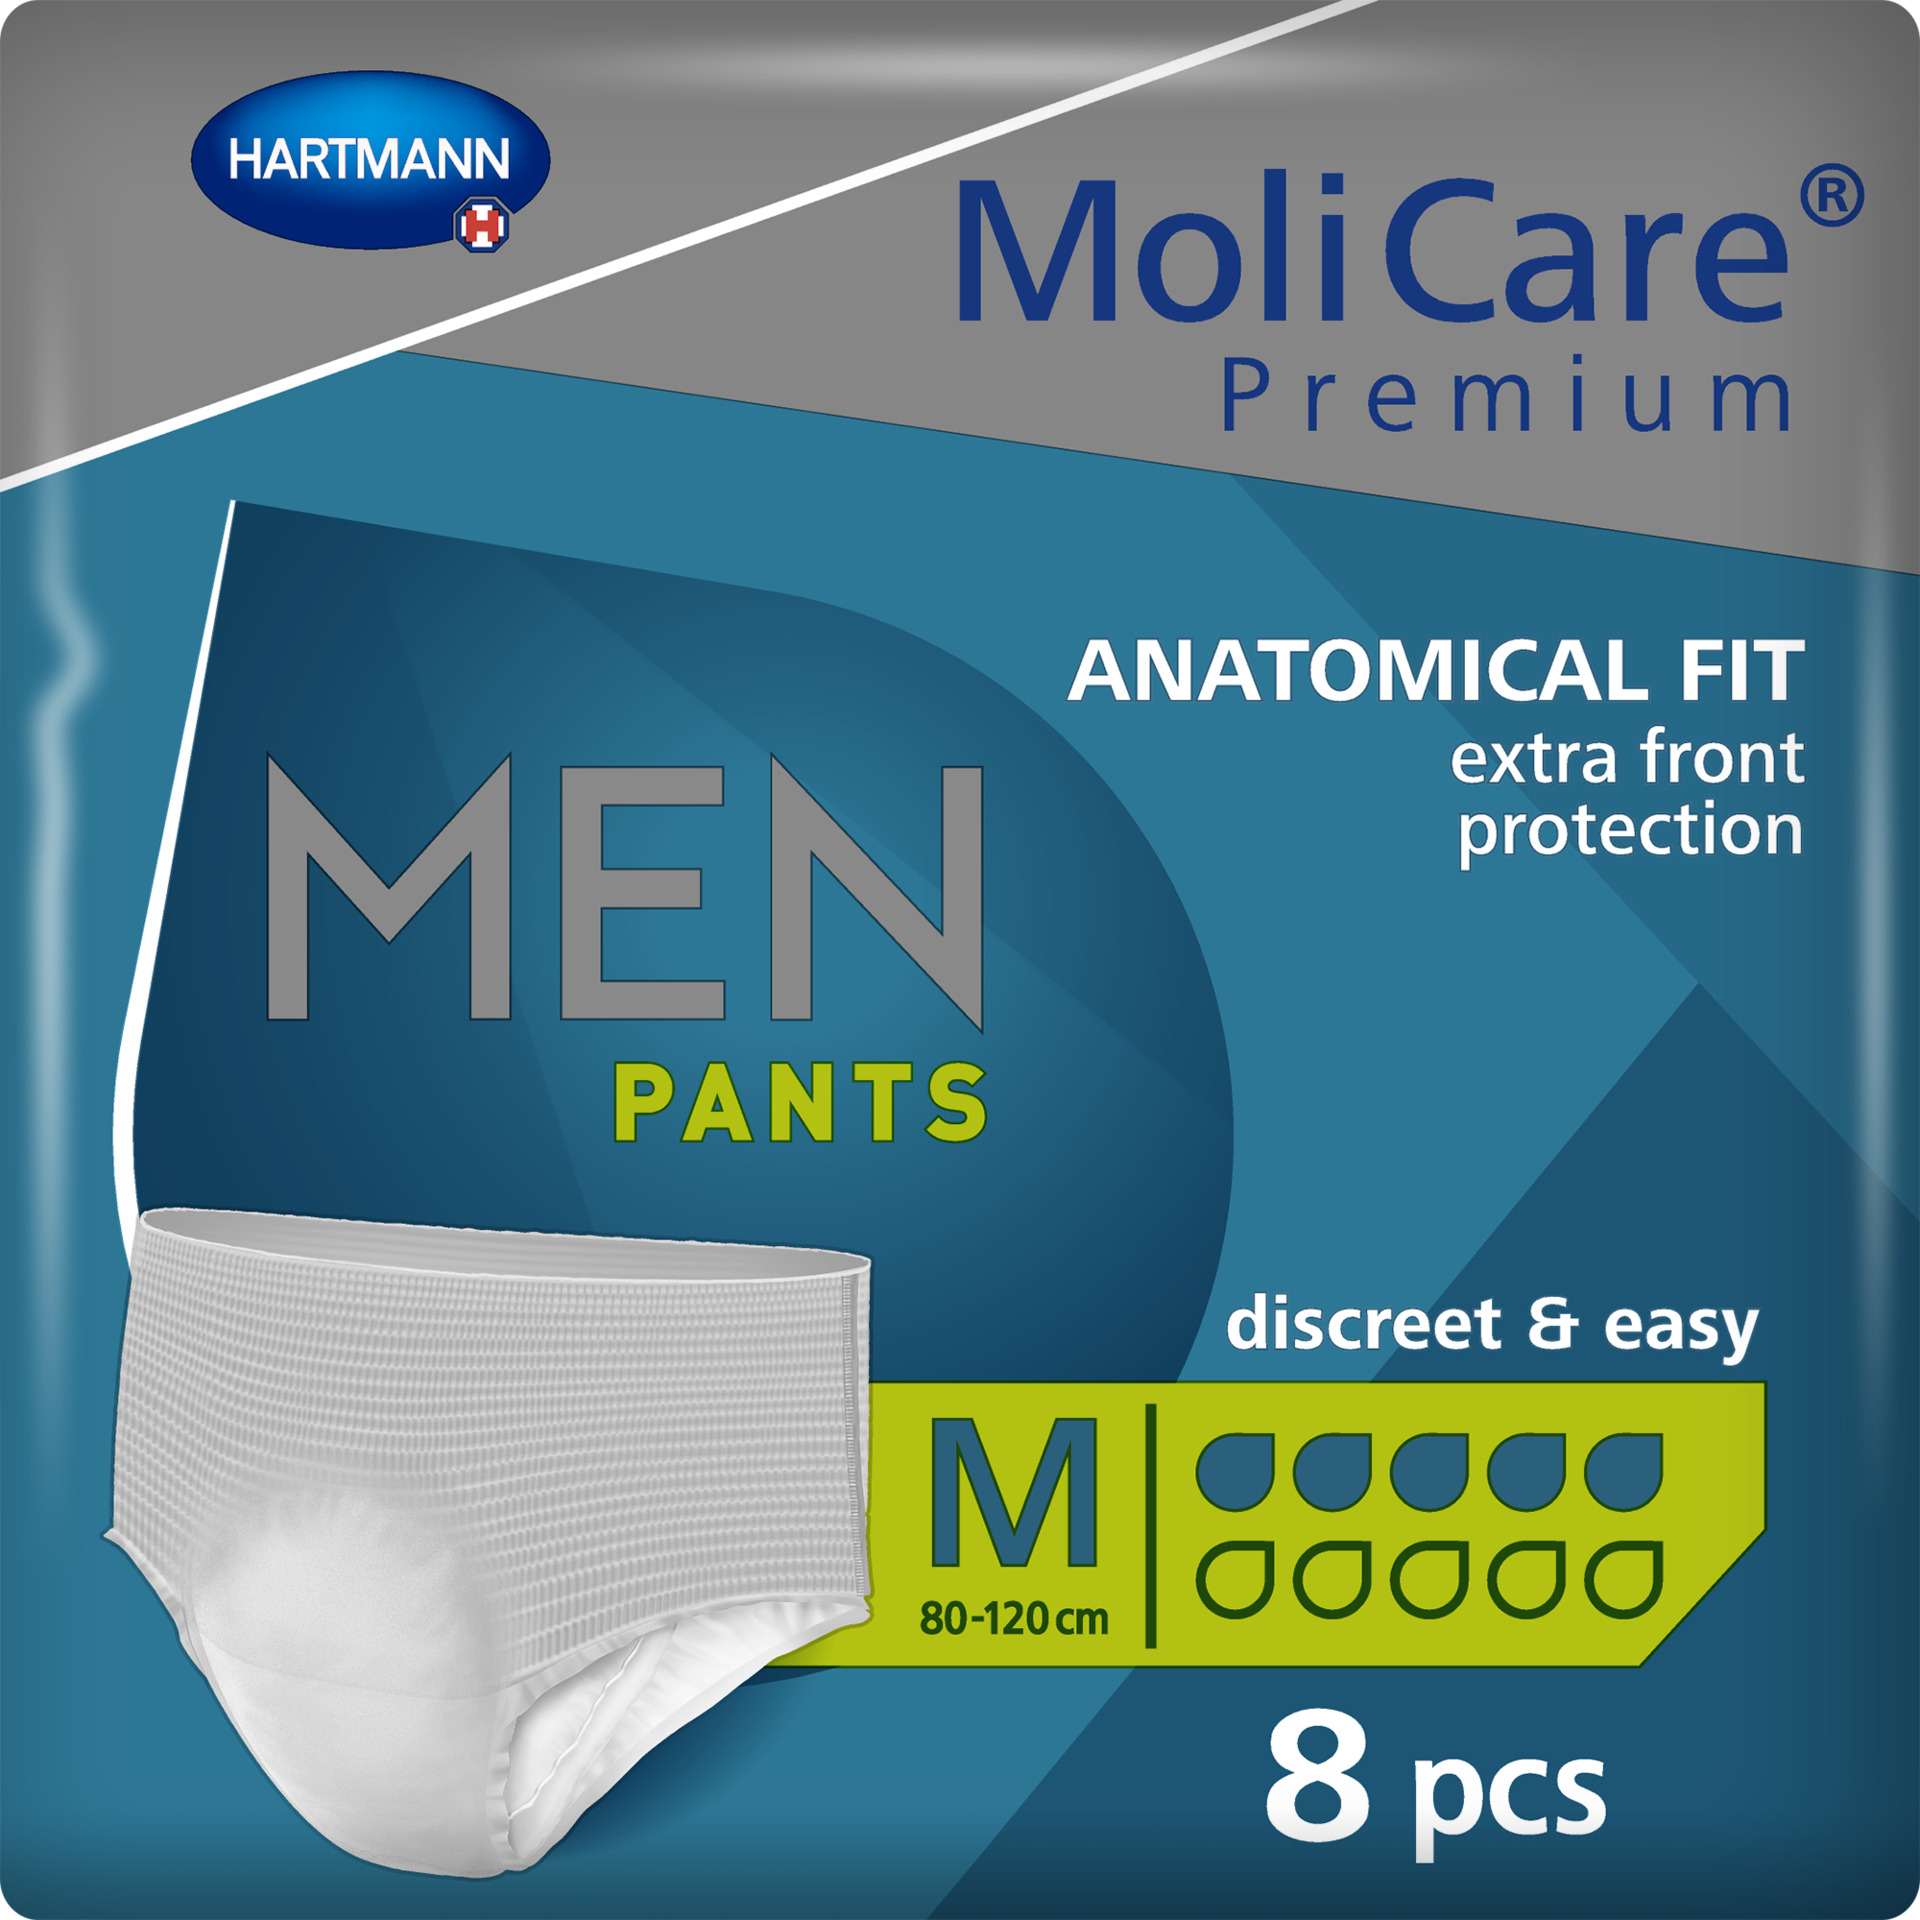 HARTMANN
H
MoliCare®
Premium
ANATOMICAL FIT
extra front
protection
MEN
PANTS
discreet & easy
M
80-120 cm
8 pcs